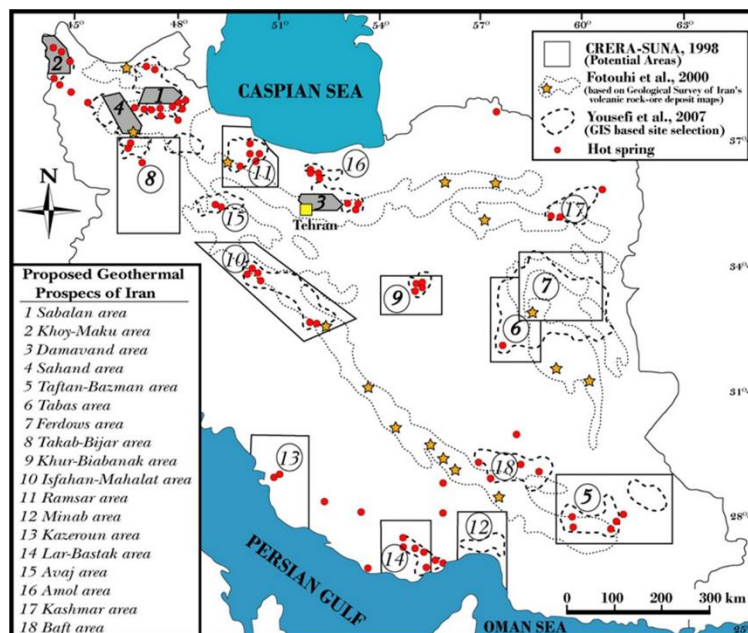 45
48
54
57
60
63
CRERA-SUNA, 1998
(Potential Areas)
Fotouhi et al., 2000
(based on Geological Survey of Iran's
volcanic rock-ore deposit maps)
Yousefi et al., 2007
(GIS based site selection)
Hot spring
CASPIAN SEA
2
1
4
37
N
8
11
16
15
3
Tehran
17
34
10
9
7
6
Proposed Geothermal
Prospecs of Iran
1 Sabalan area
2 Khoy-Maku area
3 Damavand area
4 Sahand area
5 Taftan-Bazman area
6 Tabas area
7 Ferdows area
8 Takab-Bijar area
9 Khur-Biabanak area
10 Isfahan-Mahalat area
11 Ramsar area
12 Minab area
13 Kazeroun area
14 Lar-Bastak area
15 Avaj area
16 Amol area
17 Kashmar area
18 Baft area
31
13
18
5
28
12
14
PERSIAN GULF
OMAN SEA
0 100 200 300 km
25